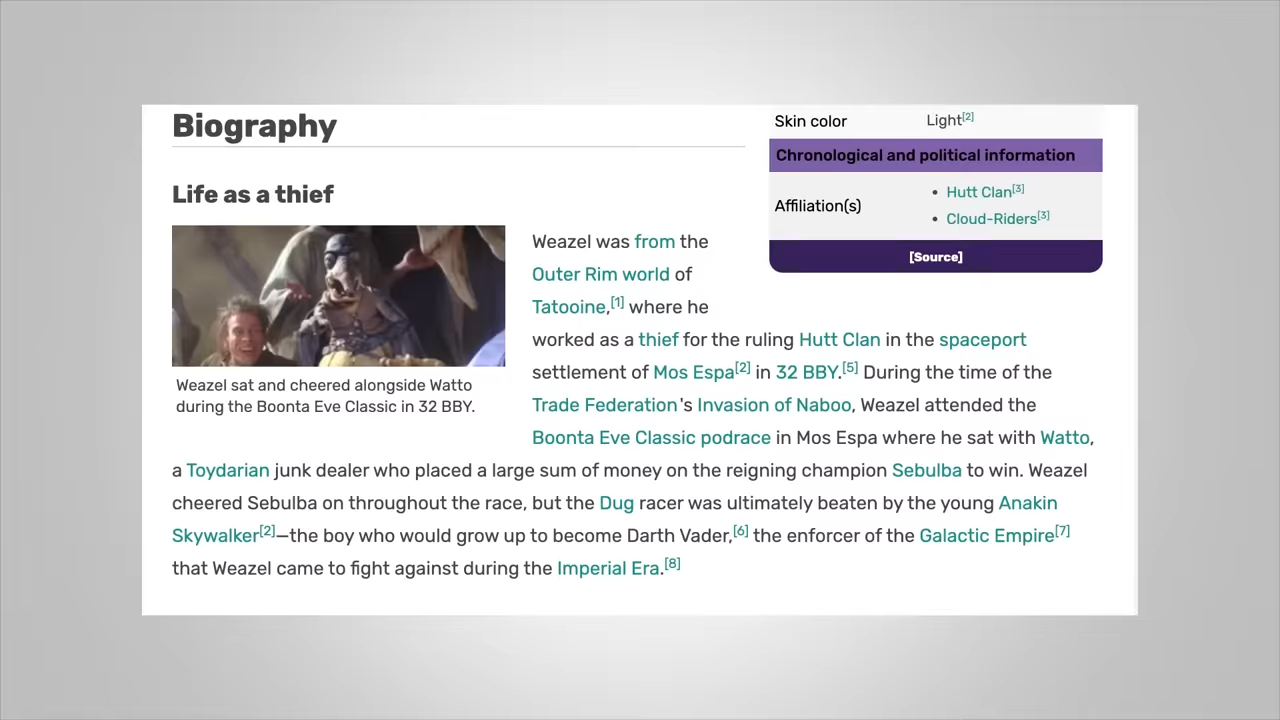 Biography
Skin color
Light[2]
Chronological and political information
Affiliation(s)
• Hutt Clan[3]
• Cloud-Riders[3]
[Source]
Life as a thief
Weazel sat and cheered alongside Watto
during the Boonta Eve Classic in 32 BBY.
Weazel was from the
Outer Rim world of
Tatooine,[1] where he
worked as a thief for the ruling Hutt Clan in the spaceport
settlement of Mos Espa[2] in 32 BBY.[5] During the time of the
Trade Federation's Invasion of Naboo, Weazel attended the
Boonta Eve Classic podrace in Mos Espa where he sat with Watto,
a Toydarian junk dealer who placed a large sum of money on the reigning champion Sebulba to win. Weazel
cheered Sebulba on throughout the race, but the Dug racer was ultimately beaten by the young Anakin
Skywalker[2]—the boy who would grow up to become Darth Vader,[6] the enforcer of the Galactic Empire[7]
that Weazel came to fight against during the Imperial Era.[8]